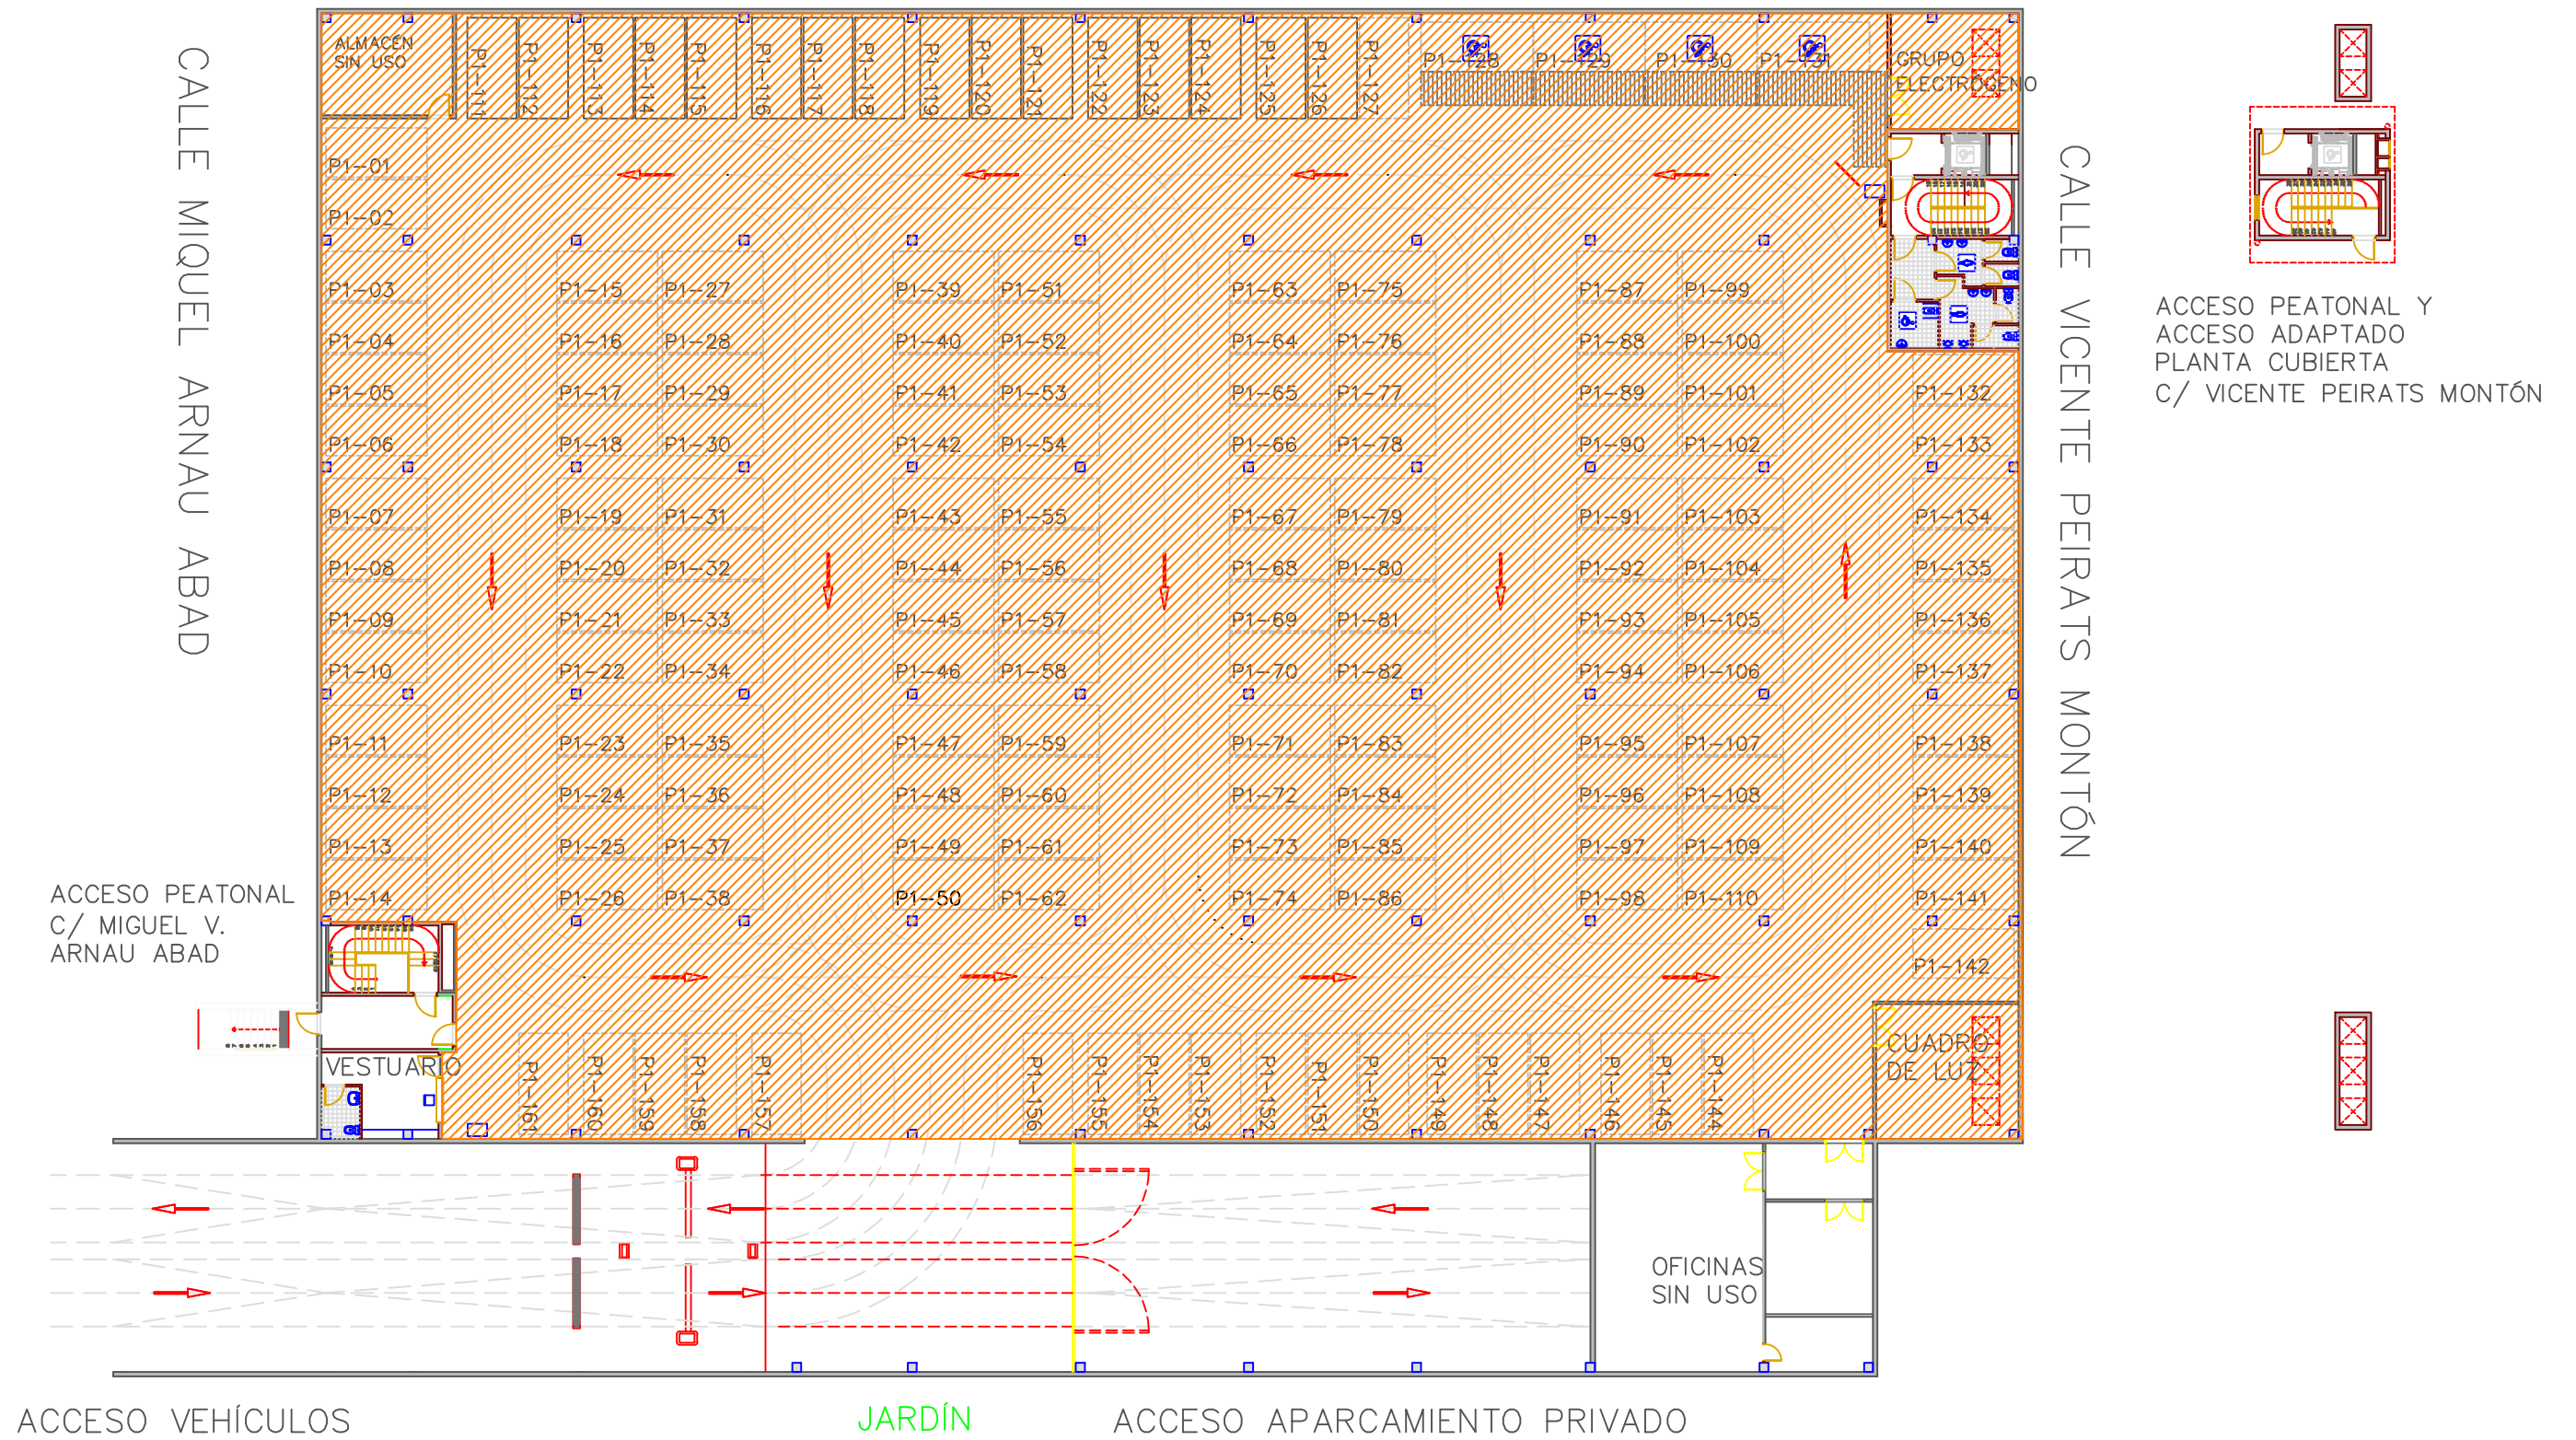 ALMACÉN
SIN USO
P1--111
P1--112
P1--113
P1--114
P1--115
P1--116
P1--117
P1--118
P1--119
P1--120
P1--121
P1--122
P1--123
P1--124
P1--125
P1--126
P1--127
P1--128
P1--129
P1--130
P1--131
GRUPO
ELECTRÓGENO
CALLE MIQUEL ARNAU ABAD
CALLE VICENTE PEIRATS MONTÓN
ACCESO PEATONAL Y
ACCESO ADAPTADO
PLANTA CUBIERTA
C/ VICENTE PEIRATS MONTÓN
P1--01
P1--02
P1--03
P1--04
P1--05
P1--06
P1--07
P1--08
P1--09
P1--10
P1--11
P1--12
P1--13
P1--14
P1--15
P1--16
P1--17
P1--18
P1--19
P1--20
P1--21
P1--22
P1--23
P1--24
P1--25
P1--26
P1--27
P1--28
P1--29
P1--30
P1--31
P1--32
P1--33
P1--34
P1--35
P1--36
P1--37
P1--38
P1--39
P1--40
P1--41
P1--42
P1--43
P1--44
P1--45
P1--46
P1--47
P1--48
P1--49
P1--50
P1--51
P1--52
P1--53
P1--54
P1--55
P1--56
P1--57
P1--58
P1--59
P1--60
P1--61
P1--62
P1--63
P1--64
P1--65
P1--66
P1--67
P1--68
P1--69
P1--70
P1--71
P1--72
P1--73
P1--74
P1--75
P1--76
P1--77
P1--78
P1--79
P1--80
P1--81
P1--82
P1--83
P1--84
P1--85
P1--86
P1--87
P1--88
P1--89
P1--90
P1--91
P1--92
P1--93
P1--94
P1--95
P1--96
P1--97
P1--98
P1--99
P1--100
P1--101
P1--102
P1--103
P1--104
P1--105
P1--106
P1--107
P1--108
P1--109
P1--110
P1--132
P1--133
P1--134
P1--135
P1--136
P1--137
P1--138
P1--139
P1--140
P1--141
P1--142
ACCESO PEATONAL
C/ MIGUEL V.
ARNAU ABAD
VESTUARIO
P1--161
P1--160
P1--159
P1--158
P1--157
P1--156
P1--155
P1--154
P1--153
P1--152
P1--151
P1--150
P1--149
P1--148
P1--147
P1--146
P1--145
P1--144
CUADRO
DE LUZ
OFICINAS
SIN USO
ACCESO VEHÍCULOS
JARDÍN
ACCESO APARCAMIENTO PRIVADO